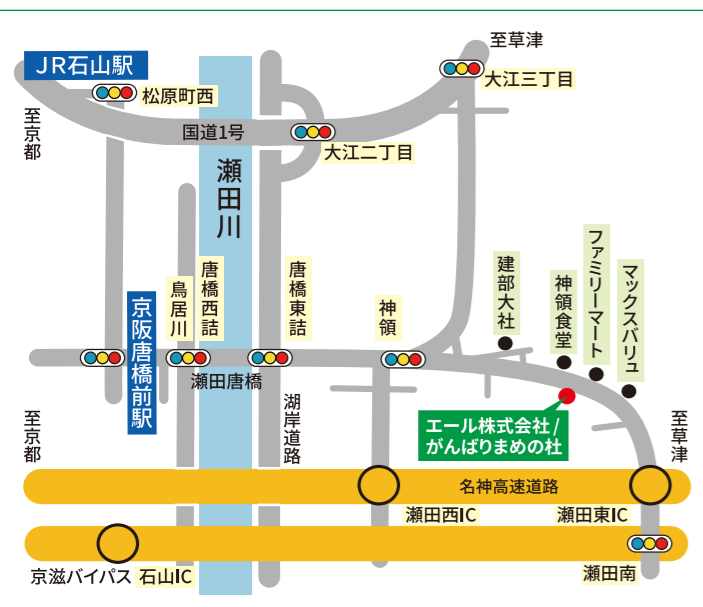 至草津
JR石山駅
大江三丁目
松原町西
至京都
国道1号
大江二丁目
瀬田川
鳥居川
唐橋西詰
唐橋東詰
神領
建部大社
神領食堂
ファミリーマート
マックスバリュ
京阪唐橋前駅
瀬田唐橋
湖岸道路
エール株式会社/
がんばりまめの杜
至京都
至草津
名神高速道路
瀬田西IC
瀬田東IC
京滋バイパス
石山IC
瀬田南